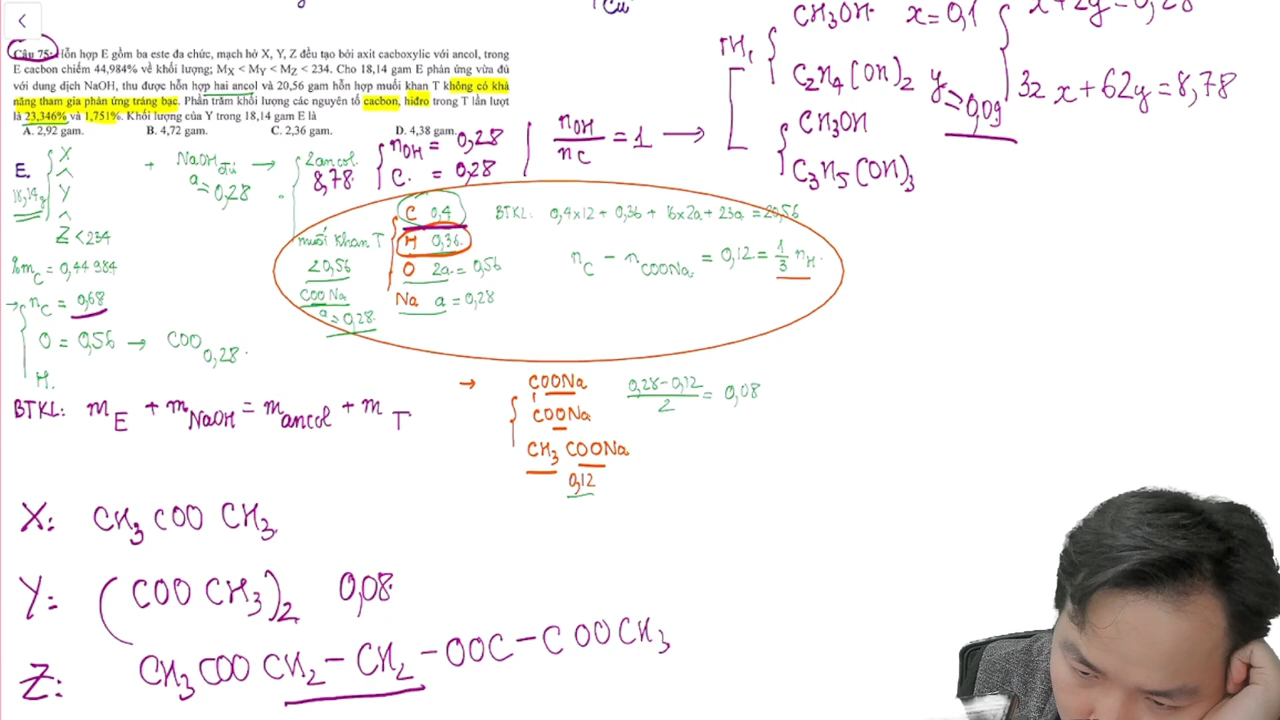 Câu 75: Hỗn hợp E gồm ba este đa chức, mạch hở X, Y, Z đều tạo bởi axit cacboxylic với ancol, trong
E cacbon chiếm 44,984% về khối lượng; MX < MY < MZ < 234. Cho 18,14 gam E phản ứng vừa đủ
với dung dịch NaOH, thu được hỗn hợp hai ancol và 20,56 gam hỗn hợp muối khan T không có khả
năng tham gia phản ứng tráng bạc. Phần trăm khối lượng các nguyên tố cacbon, hiđro trong T lần lượt
là 23,346% và 1,751%. Khối lượng của Y trong 18,14 gam E là
A. 2,92 gam. B. 4,72 gam. C. 2,36 gam. D. 4,38 gam.
Cu
CH3OH x = 0,1
x + 2y = 0,28
TH1
C2H4(OH)2 y = 0,09
32x + 62y = 8,78
CH3OH
C3H5(OH)3
E.
18,14g
X
^
Y
^
Z < 234
+ NaOH đủ →
a = 0,28
2 ancol.
8,78.
nOH = 0,28
C. = 0,28
nOH/nC = 1 →
muối khan T
20,56
COONa
a = 0,28.
C 0,4
H 0,36.
O 2a = 0,56
Na a = 0,28
BTKL: 0,4x12 + 0,36 + 16x2a + 23a = 20,56
nC - nCOONa = 0,12 = 1/3 nH.
%mC = 0,44984
→ nC = 0,68
O = 0,56 → COO 0,28.
H.
BTKL: mE + mNaOH = mancol + mT
→ COONa
COONa
(0,28-0,12)/2 = 0,08
CH3COONa
0,12
X: CH3COOCH3
Y: (COOCH3)2 0,08
Z: CH3COOCH2-CH2-OOC-COOCH3